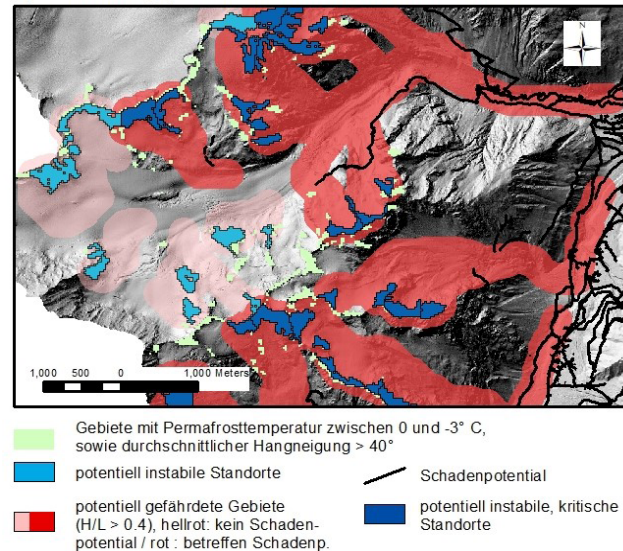 N
1,000 500 0 1,000 Meters
Gebiete mit Permafrosttemperatur zwischen 0 und -3° C,
sowie durchschnittlicher Hangneigung > 40°
potentiell instabile Standorte
Schadenpotential
potentiell gefährdete Gebiete
(H/L > 0.4), hellrot: kein Schaden-
potential / rot : betreffen Schadenp.
potentiell instabile, kritische
Standorte